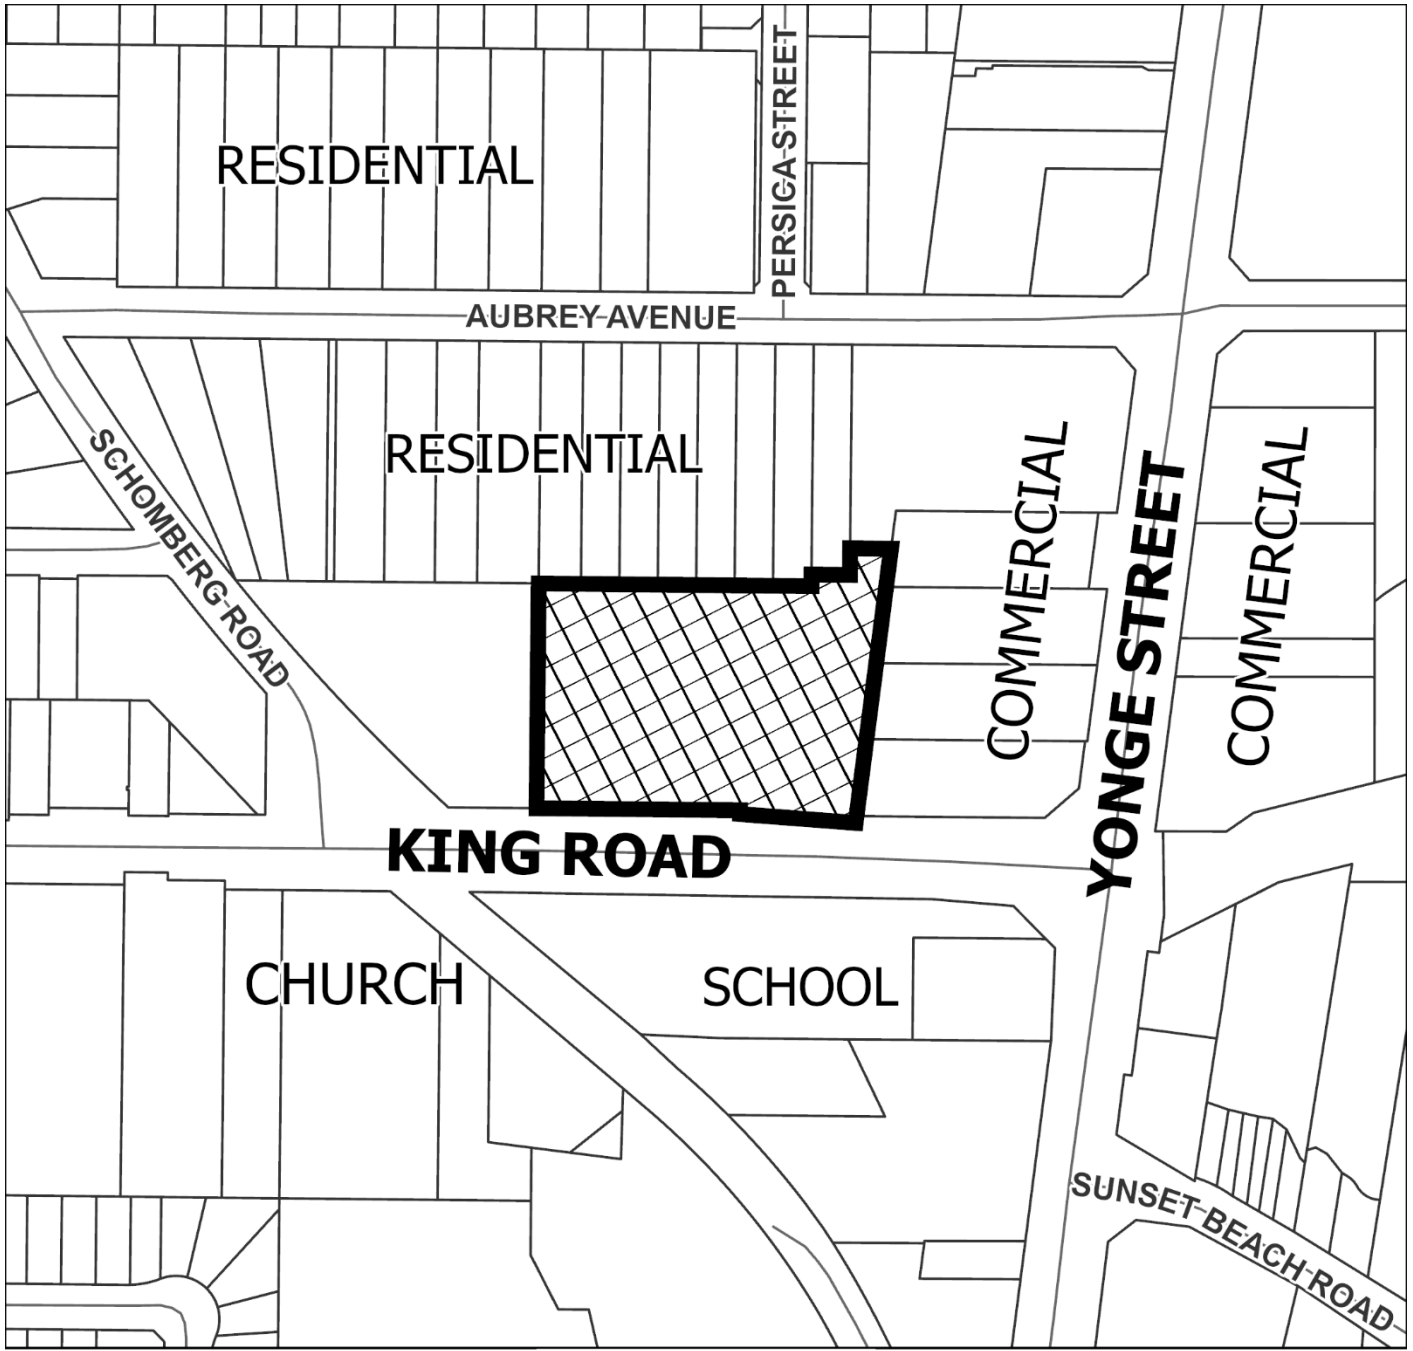 PERSICA STREET
RESIDENTIAL
AUBREY AVENUE
RESIDENTIAL
SCHOMBERG ROAD
COMMERCIAL
YONGE STREET
COMMERCIAL
KING ROAD
CHURCH
SCHOOL
SUNSET BEACH ROAD